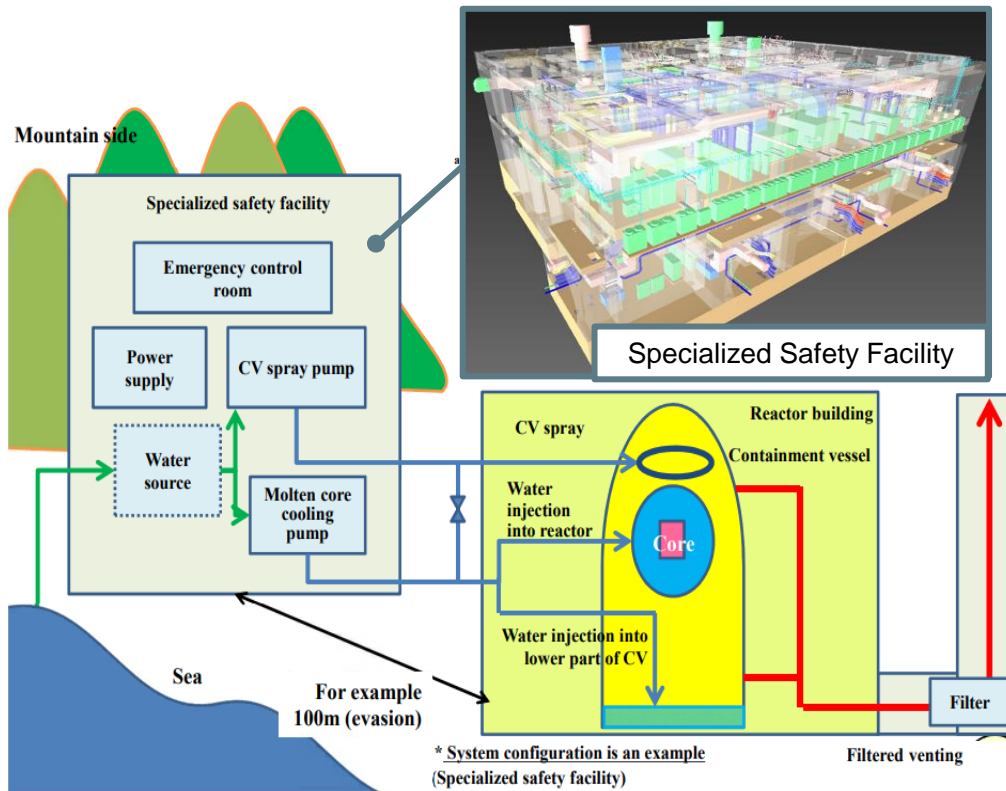 Mountain side
a
Specialized safety facility
Emergency control
room
Power
supply
CV spray pump
Water
source
Molten core
cooling
pump
Specialized Safety Facility
CV spray
Reactor building
Containment vessel
Water
injection
into reactor
Core
Water injection into
lower part of CV
Sea
For example
100m (evasion)
Filter
Filtered venting
* System configuration is an example
(Specialized safety facility)